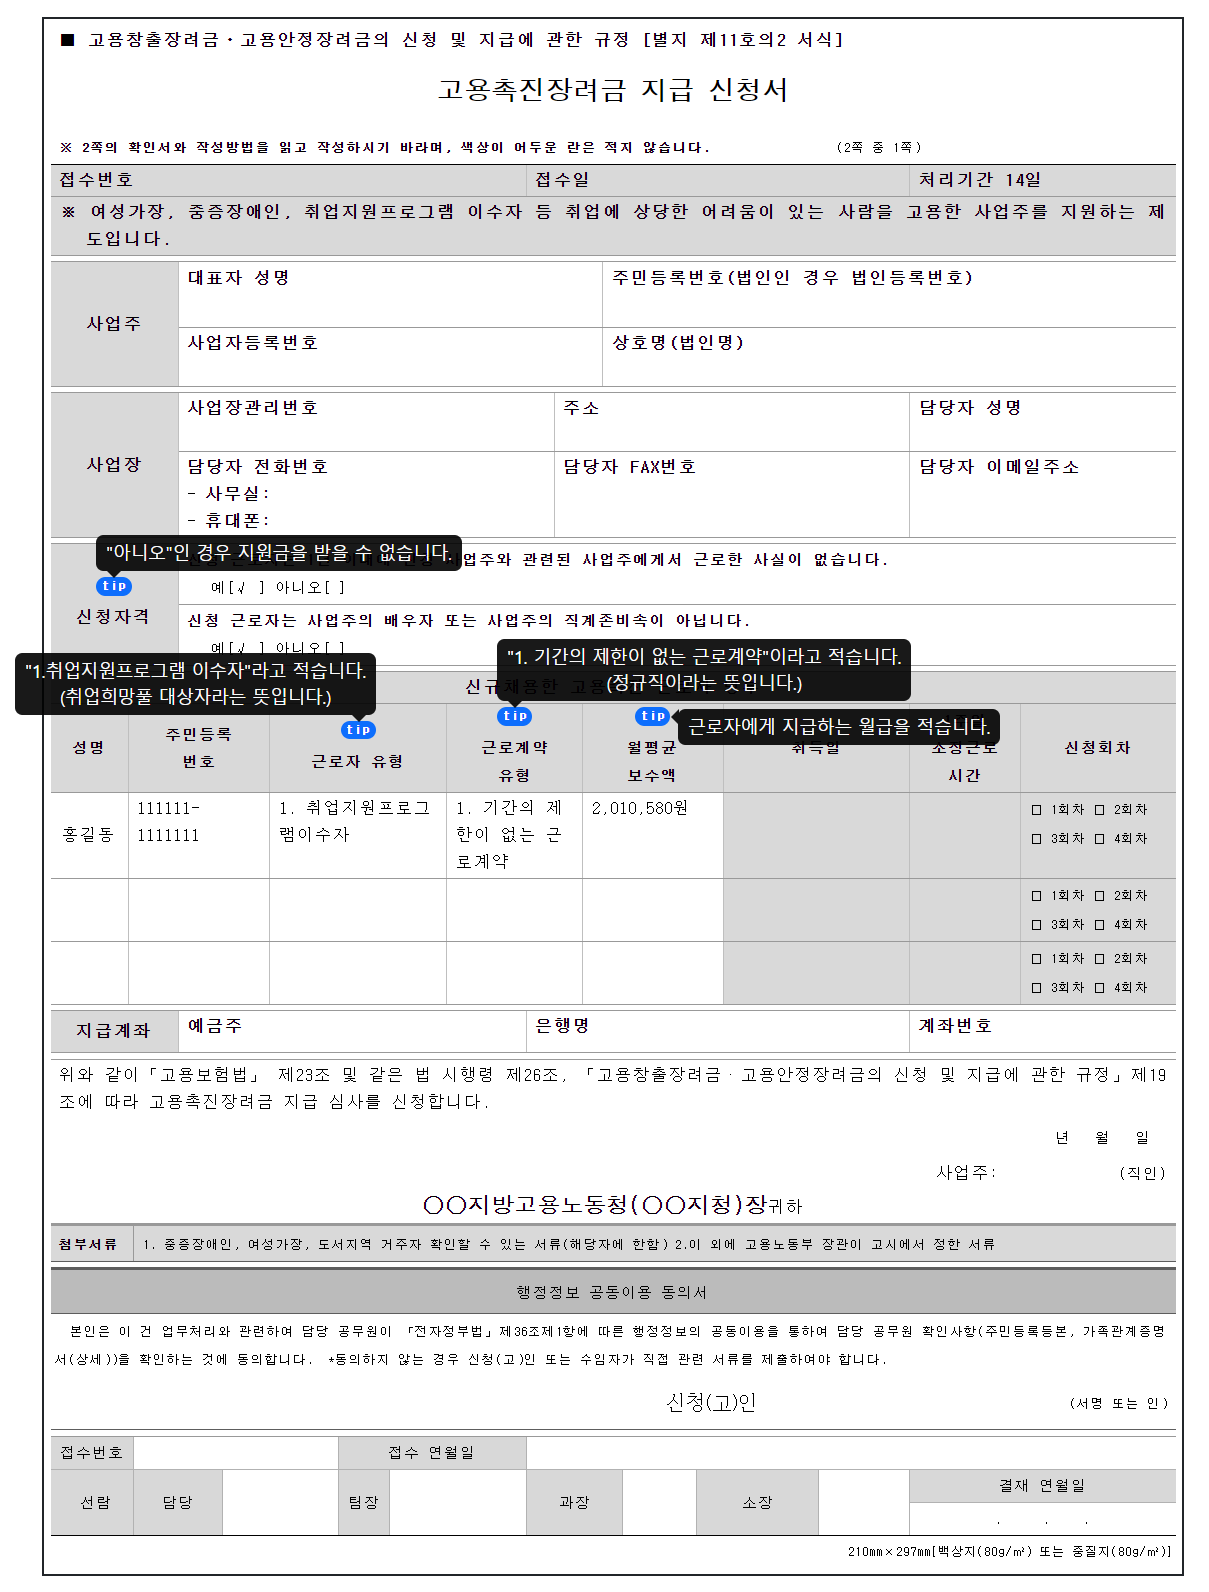 ■ 고용창출장려금·고용안정장려금의 신청 및 지급에 관한 규정 [별지 제11호의2 서식]
고용촉진장려금 지급 신청서
※ 2쪽의 확인서와 작성방법을 읽고 작성하시기 바라며, 색상이 어두운 란은 적지 않습니다. (2쪽 중 1쪽)
접수번호 접수일 처리기간 14일
※ 여성가장, 중증장애인, 취업지원프로그램 이수자 등 취업에 상당한 어려움이 있는 사람을 고용한 사업주를 지원하는 제
도입니다.
사업주
대표자 성명 주민등록번호(법인인 경우 법인등록번호)
사업자등록번호 상호명(법인명)
사업장
사업장관리번호 주소 담당자 성명
담당자 전화번호 담당자 FAX번호 담당자 이메일주소
- 사무실:
- 휴대폰:
"아니오"인 경우 지원금을 받을 수 없습니다.
사업주와 관련된 사업주에게서 근로한 사실이 없습니다.
tip
예[√ ] 아니오[ ]
신청자격
신청 근로자는 사업주의 배우자 또는 사업주의 직계존비속이 아닙니다.
예[√ ] 아니오[ ]
"1.취업지원프로그램 이수자"라고 적습니다.
(취업희망풀 대상자라는 뜻입니다.)
"1. 기간의 제한이 없는 근로계약"이라고 적습니다.
(정규직이라는 뜻입니다.)
신규채용한 고
tip tip tip
근로자에게 지급하는 월급을 적습니다.
성명 주민등록
번호
근로자 유형
근로계약
유형
월평균
보수액
취득일
소정근로
시간
신청회차
홍길동
111111-
1111111
1. 취업지원프로그
램이수자
1. 기간의 제
한이 없는 근
로계약
2,010,580원
□ 1회차 □ 2회차
□ 3회차 □ 4회차
□ 1회차 □ 2회차
□ 3회차 □ 4회차
□ 1회차 □ 2회차
□ 3회차 □ 4회차
지급계좌 예금주 은행명 계좌번호
위와 같이「고용보험법」 제23조 및 같은 법 시행령 제26조, 「고용창출장려금·고용안정장려금의 신청 및 지급에 관한 규정」제19
조에 따라 고용촉진장려금 지급 심사를 신청합니다.
년 월 일
사업주: (직인)
○○지방고용노동청(○○지청)장귀하
첨부서류 1. 중증장애인, 여성가장, 도서지역 거주자 확인할 수 있는 서류(해당자에 한함) 2.이 외에 고용노동부 장관이 고시에서 정한 서류
행정정보 공동이용 동의서
본인은 이 건 업무처리와 관련하여 담당 공무원이 「전자정부법」제36조제1항에 따른 행정정보의 공동이용을 통하여 담당 공무원 확인사항(주민등록등본, 가족관계증명
서(상세))을 확인하는 것에 동의합니다. *동의하지 않는 경우 신청(고)인 또는 수임자가 직접 관련 서류를 제출하여야 합니다.
신청(고)인 (서명 또는 인)
접수번호 접수 연월일
선람 담당 팀장 과장 소장 결재 연월일
. . .
210㎜×297㎜[백상지(80g/㎡) 또는 중질지(80g/㎡)]